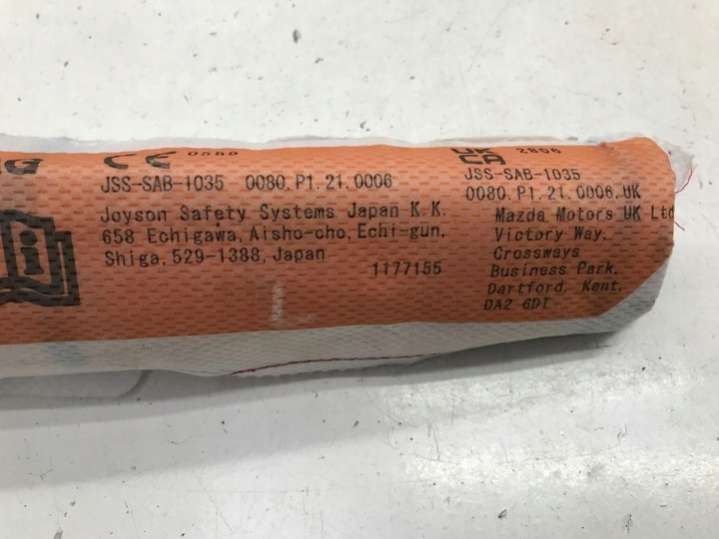 NG
CE
JSS-SAB-1035 0080.P1.21.0006
Joyson Safety Systems Japan K.K.
658 Echigawa, Aisho-cho, Echi-gun,
Shiga, 529-1388, Japan
1177155
i
UK
CA
JSS-SAB-1035
0080.P1.21.0006.UK
Mazda Motors UK Ltd
Victory Way,
Crossways
Business Park,
Dartford, Kent,
DA2 6DT